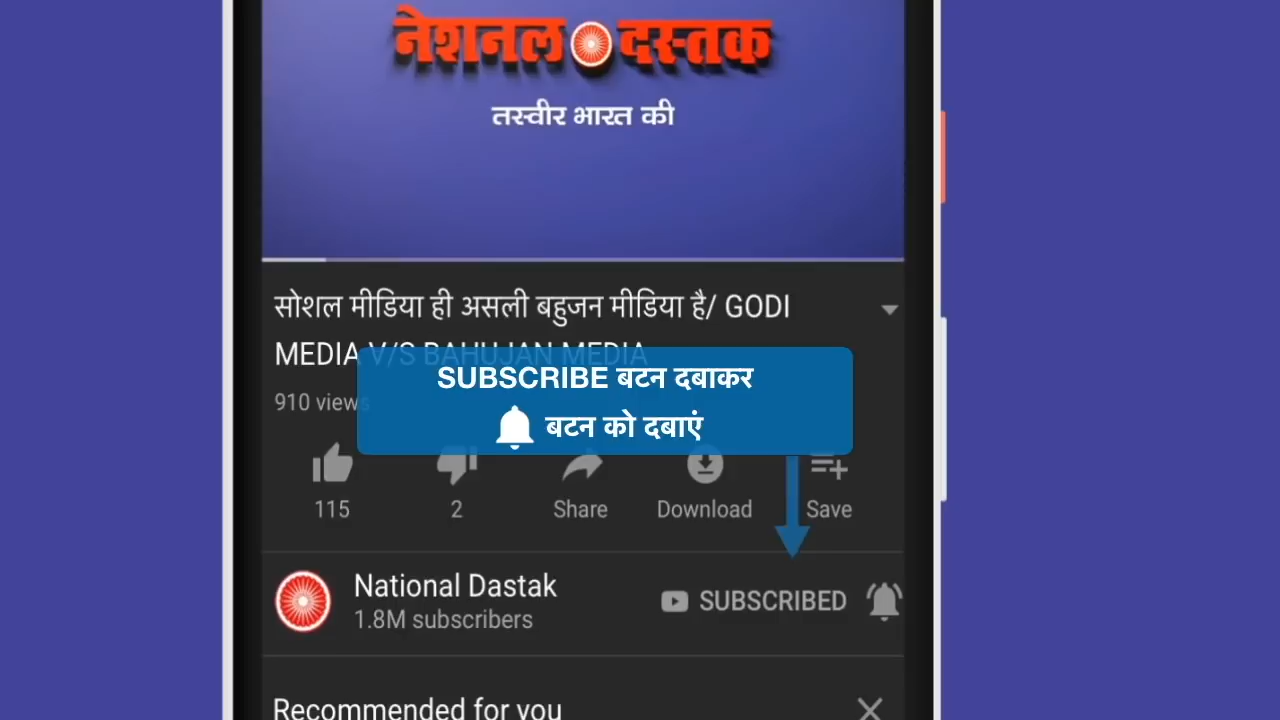 नेशनल दस्तक
तस्वीर भारत की
सोशल मीडिया ही असली बहुजन मीडिया है/ GODI
MEDIA V/S BAHUJAN MEDIA
910 views
SUBSCRIBE बटन दबाकर
बटन को दबाएं
115
2
Share
Download
Save
National Dastak
1.8M subscribers
SUBSCRIBED
Recommended for you